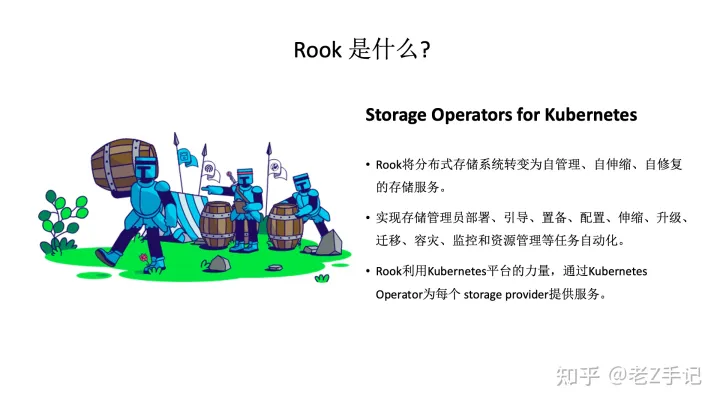 Rook 是什么?
Storage Operators for Kubernetes
• Rook将分布式存储系统转变为自管理、自伸缩、自修复
的存储服务。
• 实现存储管理员部署、引导、置备、配置、伸缩、升级、
迁移、容灾、监控和资源管理等任务自动化。
• Rook利用Kubernetes平台的力量，通过Kubernetes
Operator为每个 storage provider提供服务。
知乎 @老Z手记